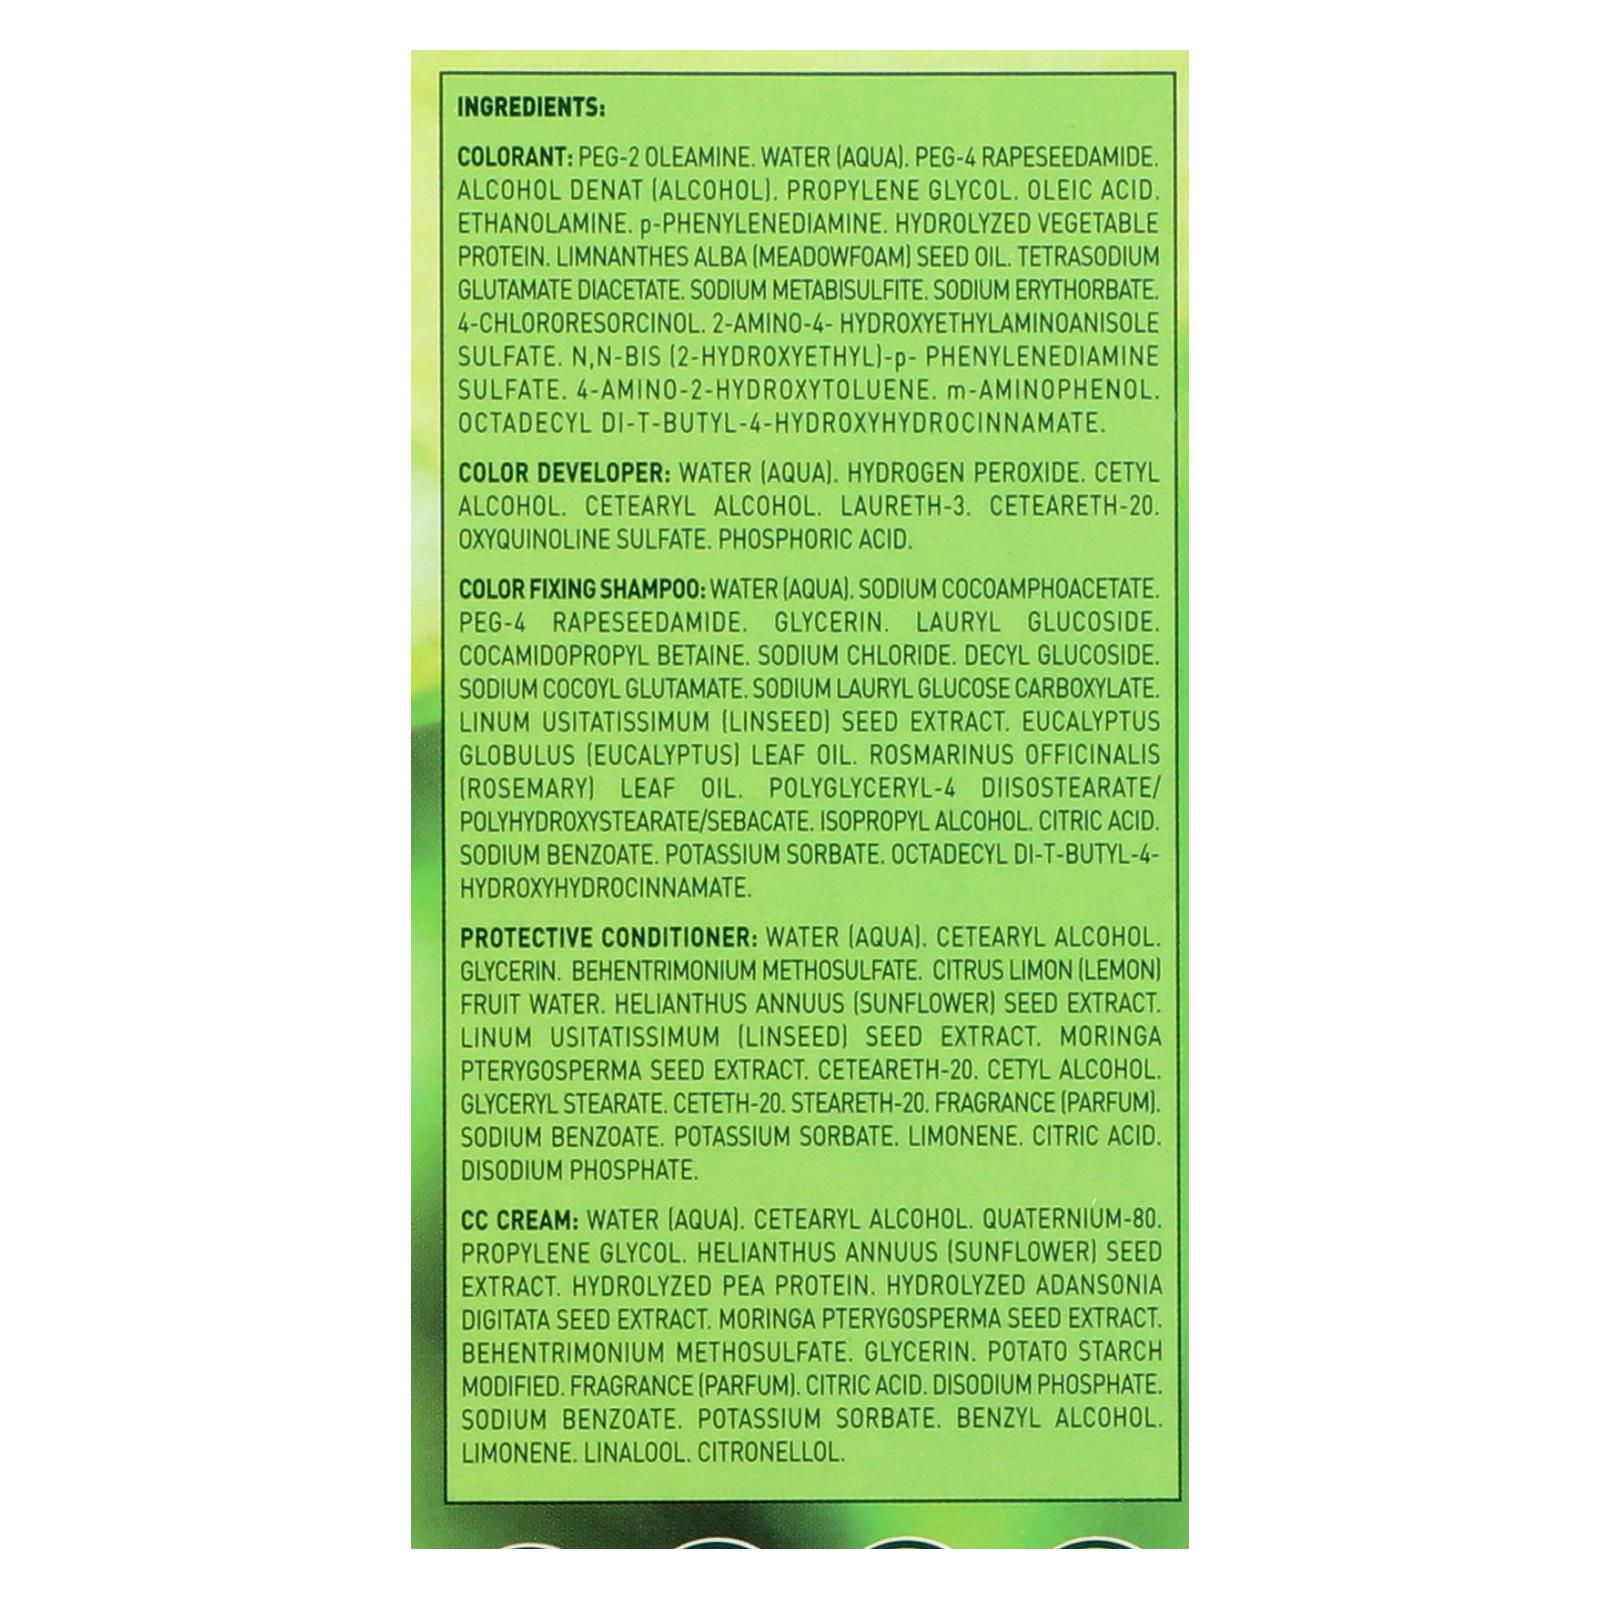 INGREDIENTS:
COLORANT: PEG-2 OLEAMINE. WATER (AQUA). PEG-4 RAPESEEDAMIDE.
ALCOHOL DENAT (ALCOHOL). PROPYLENE GLYCOL. OLEIC ACID.
ETHANOLAMINE. p-PHENYLENEDIAMINE. HYDROLYZED VEGETABLE
PROTEIN. LIMNANTHES ALBA (MEADOWFOAM) SEED OIL. TETRASODIUM
GLUTAMATE DIACETATE. SODIUM METABISULFITE. SODIUM ERYTHORBATE.
4-CHLORORESORCINOL. 2-AMINO-4- HYDROXYETHYLAMINOANISOLE
SULFATE. N,N-BIS (2-HYDROXYETHYL)-p- PHENYLENEDIAMINE
SULFATE. 4-AMINO-2-HYDROXYTOLUENE. m-AMINOPHENOL.
OCTADECYL DI-T-BUTYL-4-HYDROXYHYDROCINNAMATE.
COLOR DEVELOPER: WATER (AQUA). HYDROGEN PEROXIDE. CETYL
ALCOHOL. CETEARYL ALCOHOL. LAURETH-3. CETEARETH-20.
OXYQUINOLINE SULFATE. PHOSPHORIC ACID.
COLOR FIXING SHAMPOO: WATER (AQUA). SODIUM COCOAMPHOACETATE.
PEG-4 RAPESEEDAMIDE. GLYCERIN. LAURYL GLUCOSIDE.
COCAMIDOPROPYL BETAINE. SODIUM CHLORIDE. DECYL GLUCOSIDE.
SODIUM COCOYL GLUTAMATE. SODIUM LAURYL GLUCOSE CARBOXYLATE.
LINUM USITATISSIMUM (LINSEED) SEED EXTRACT. EUCALYPTUS
GLOBULUS (EUCALYPTUS) LEAF OIL. ROSMARINUS OFFICINALIS
(ROSEMARY) LEAF OIL. POLYGLYCERYL-4 DIISOSTEARATE/
POLYHYDROXYSTEARATE/SEBACATE. ISOPROPYL ALCOHOL. CITRIC ACID.
SODIUM BENZOATE. POTASSIUM SORBATE. OCTADECYL DI-T-BUTYL-4-
HYDROXYHYDROCINNAMATE.
PROTECTIVE CONDITIONER: WATER (AQUA). CETEARYL ALCOHOL.
GLYCERIN. BEHENTRIMONIUM METHOSULFATE. CITRUS LIMON (LEMON)
FRUIT WATER. HELIANTHUS ANNUUS (SUNFLOWER) SEED EXTRACT.
LINUM USITATISSIMUM (LINSEED) SEED EXTRACT. MORINGA
PTERYGOSPERMA SEED EXTRACT. CETEARETH-20. CETYL ALCOHOL.
GLYCERYL STEARATE. CETETH-20. STEARETH-20. FRAGRANCE (PARFUM).
SODIUM BENZOATE. POTASSIUM SORBATE. LIMONENE. CITRIC ACID.
DISODIUM PHOSPHATE.
CC CREAM: WATER (AQUA). CETEARYL ALCOHOL. QUATERNIUM-80.
PROPYLENE GLYCOL. HELIANTHUS ANNUUS (SUNFLOWER) SEED
EXTRACT. HYDROLYZED PEA PROTEIN. HYDROLYZED ADANSONIA
DIGITATA SEED EXTRACT. MORINGA PTERYGOSPERMA SEED EXTRACT.
BEHENTRIMONIUM METHOSULFATE. GLYCERIN. POTATO STARCH
MODIFIED. FRAGRANCE (PARFUM). CITRIC ACID. DISODIUM PHOSPHATE.
SODIUM BENZOATE. POTASSIUM SORBATE. BENZYL ALCOHOL.
LIMONENE. LINALOOL. CITRONELLOL.